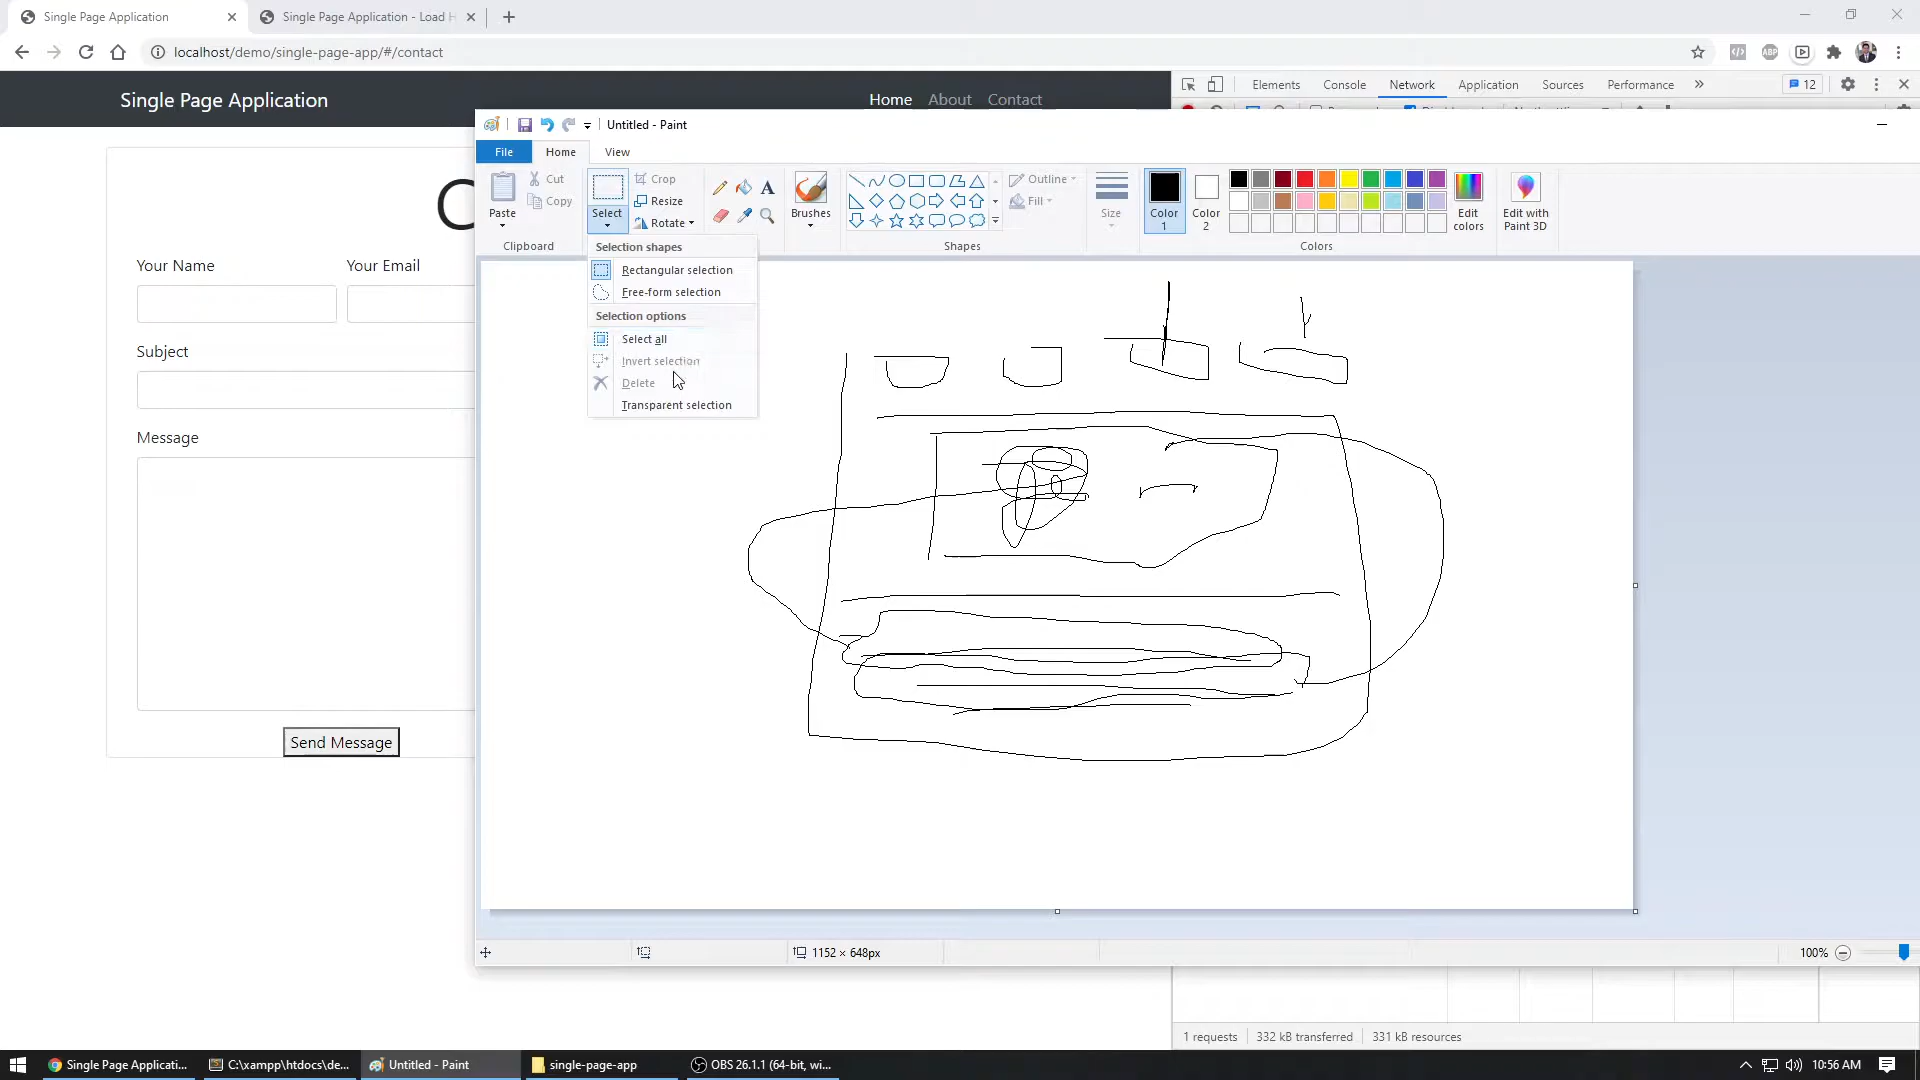 Single Page Application
Single Page Application - Load H
localhost/demo/single-page-app/#/contact
Single Page Application
Home About Contact
Your Name Your Email
Subject
Message
Send Message
Elements Console Network Application Sources Performance 12
Untitled - Paint
File Home View
Paste
Cut
Copy
Clipboard
Select
Crop
Resize
Rotate
Brushes
Shapes
Outline
Fill
Size
Color 1
Color 2
Colors
Edit colors
Edit with Paint 3D
Selection shapes
Rectangular selection
Free-form selection
Selection options
Select all
Invert selection
Delete
Transparent selection
1152 × 648px
100%
1 requests 332 kB transferred 331 kB resources
Single Page Applicati...
C:\xampp\htdocs\de...
Untitled - Paint
single-page-app
OBS 26.1.1 (64-bit, wi...
10:56 AM